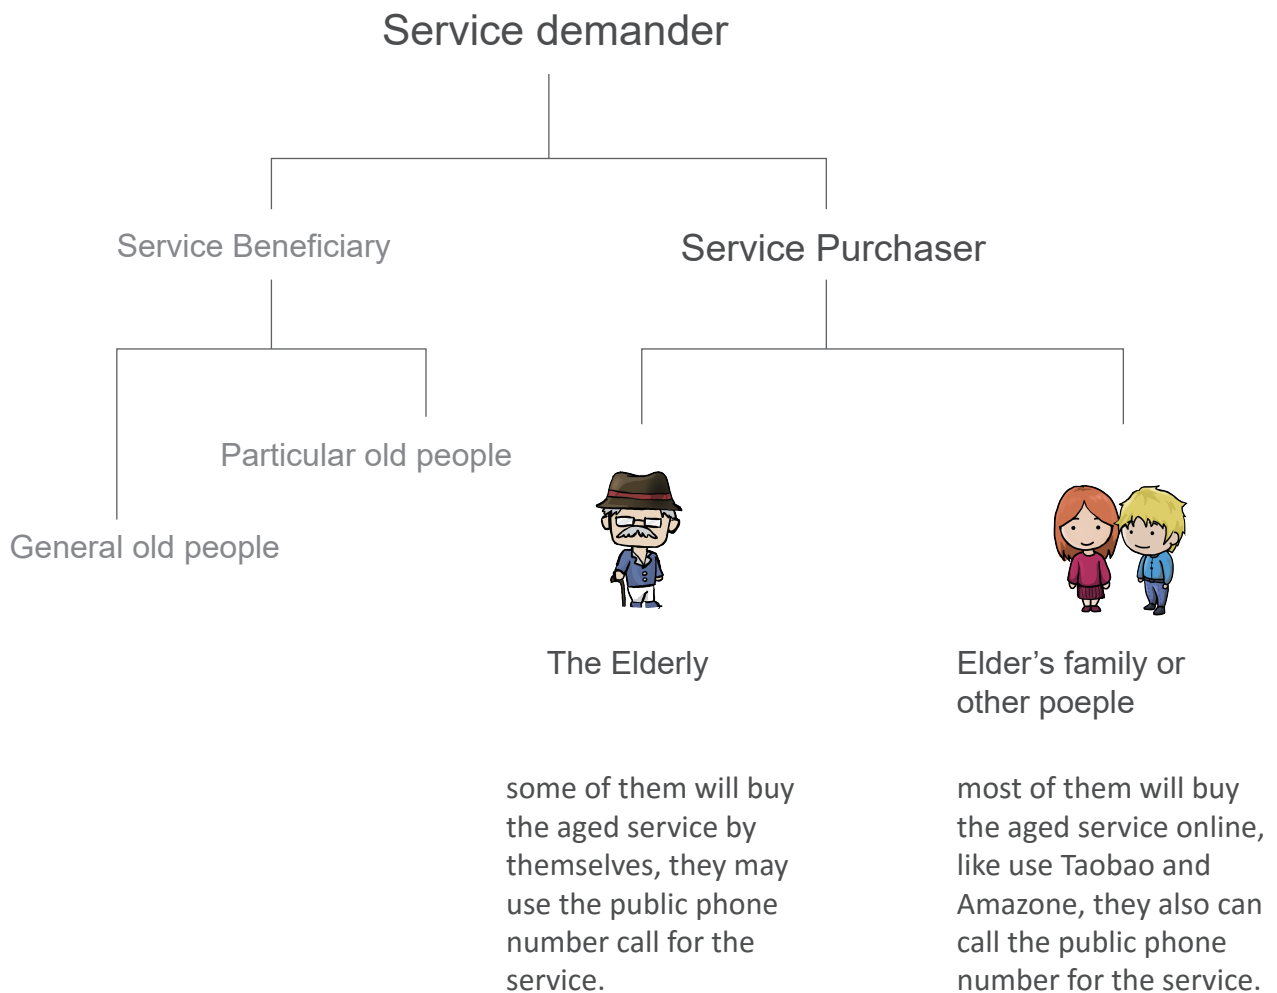 Service demander
Service Beneficiary
Service Purchaser
Particular old people
General old people
The Elderly
Elder’s family or
other poeple
some of them will buy
the aged service by
themselves, they may
use the public phone
number call for the
service.
most of them will buy
the aged service online,
like use Taobao and
Amazone, they also can
call the public phone
number for the service.